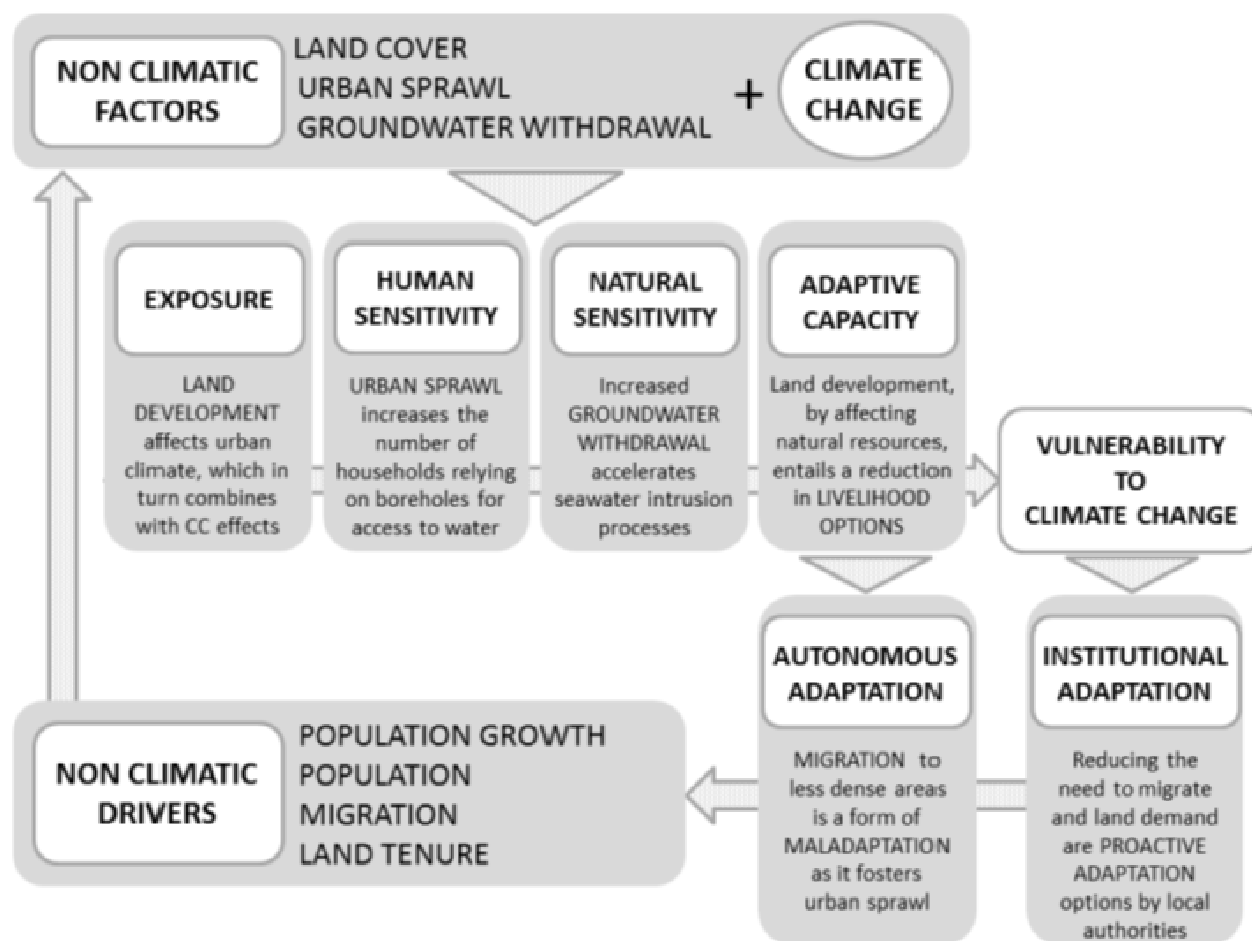 NON CLIMATIC
FACTORS
LAND COVER
URBAN SPRAWL
GROUNDWATER WITHDRAWAL
+
CLIMATE
CHANGE
EXPOSURE
LAND
DEVELOPMENT
affects urban
climate, which in
turn combines
with CC effects
HUMAN
SENSITIVITY
URBAN SPRAWL
increases the
number of
households relying
on boreholes for
access to water
NATURAL
SENSITIVITY
Increased
GROUNDWATER
WITHDRAWAL
accelerates
seawater intrusion
processes
ADAPTIVE
CAPACITY
Land development,
by affecting
natural resources,
entails a reduction
in LIVELIHOOD
OPTIONS
VULNERABILITY
TO
CLIMATE CHANGE
AUTONOMOUS
ADAPTATION
MIGRATION to
less dense areas
is a form of
MALADAPTATION
as it fosters
urban sprawl
INSTITUTIONAL
ADAPTATION
Reducing the
need to migrate
and land demand
are PROACTIVE
ADAPTATION
options by local
authorities
NON CLIMATIC
DRIVERS
POPULATION GROWTH
POPULATION
MIGRATION
LAND TENURE